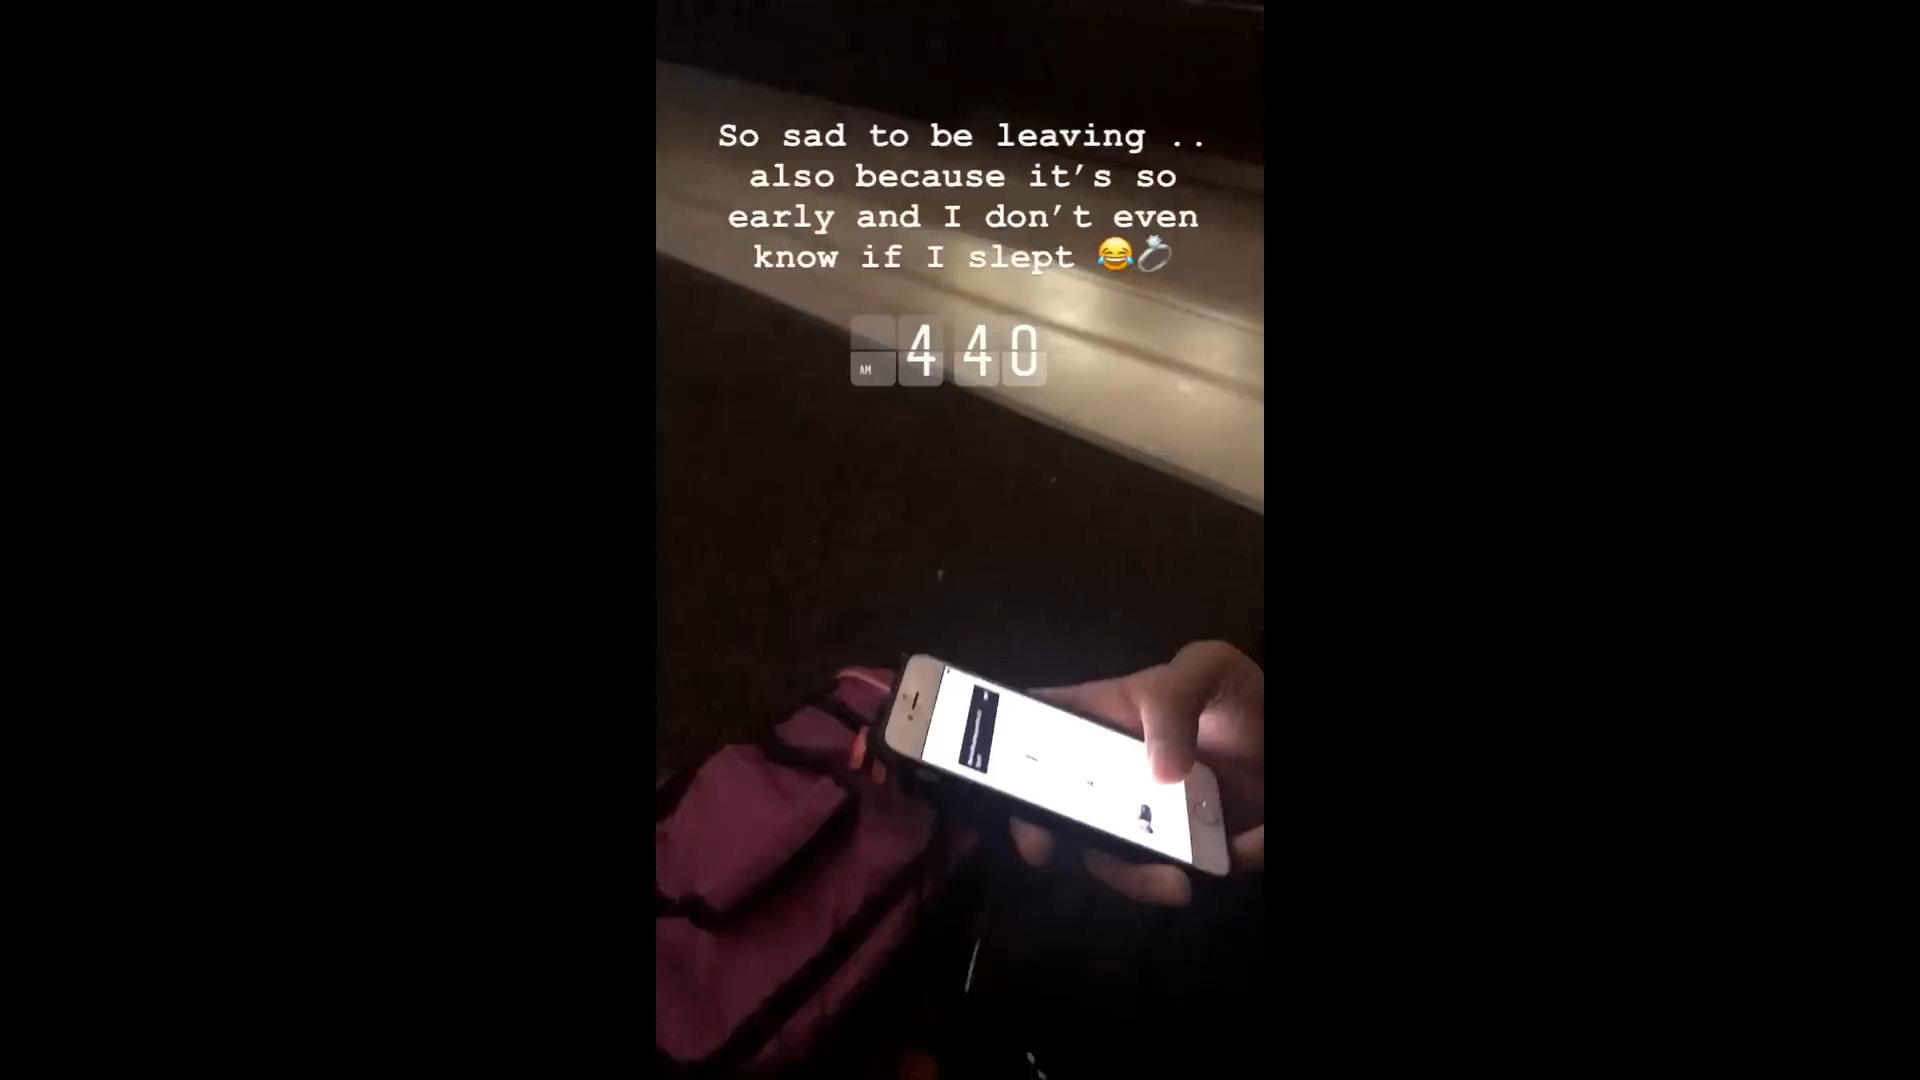 So sad to be leaving ..
also because it's so
early and I don't even
know if I slept 😂💍
AM 4 40